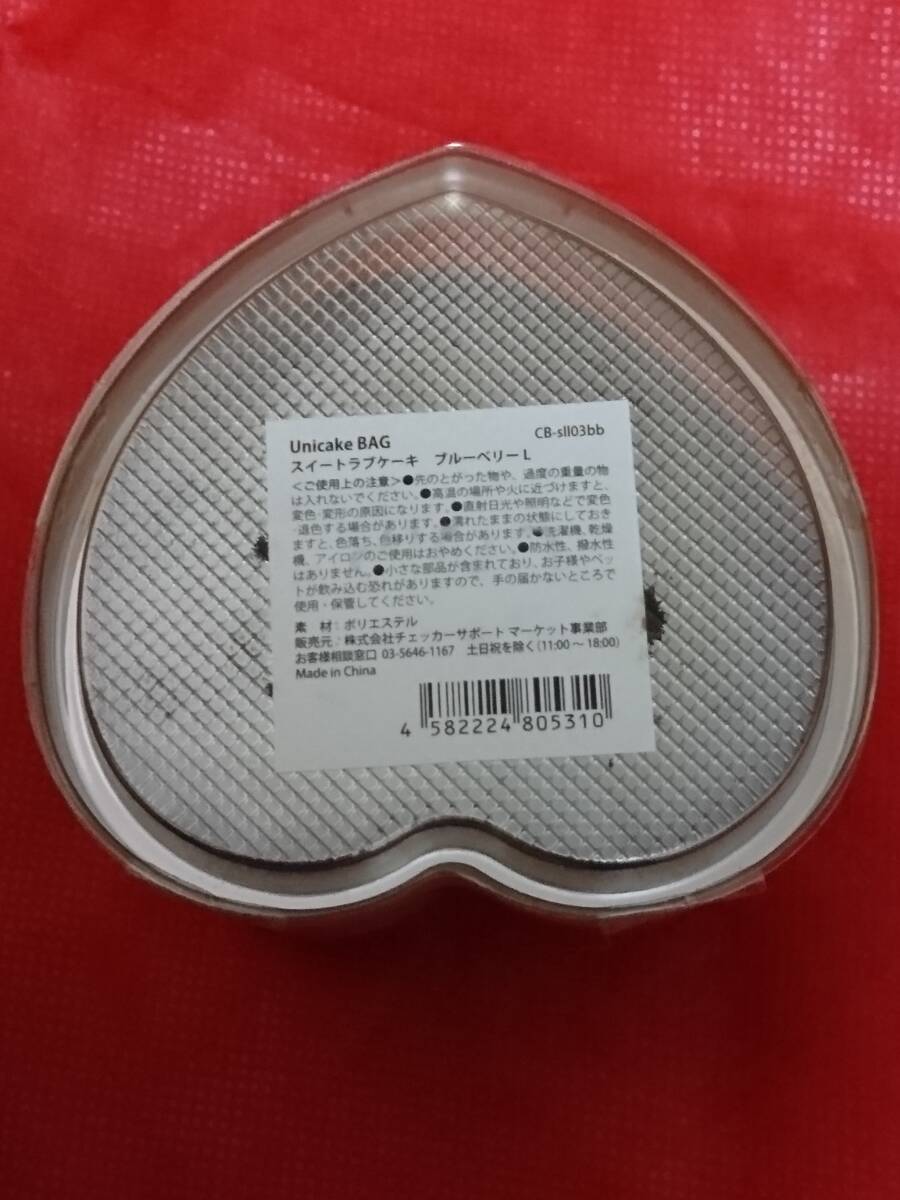 Unicake BAG
CB-sll03bb
スイートラブケーキ　ブルーベリー L
＜ご使用上の注意＞●先のとがった物や、過度の重量の物
は入れないでください。●高温の場所や火に近づけますと、
変色・変形の原因になります。●直射日光や照明などで変色
・退色する場合があります。●濡れたままの状態にしておき
ますと、色落ち、色移りする場合があります。●洗濯機、乾燥
機、アイロンのご使用はおやめください。●防水性、撥水性
はありません。●小さな部品が含まれており、お子様やペッ
トが飲み込む恐れがありますので、手の届かないところで
使用・保管してください。
素　材：ポリエステル
販売元：株式会社チェッカーサポート マーケット事業部
お客様相談窓口 03-5646-1167　土日祝を除く(11:00～18:00)
Made in China
4 582224 805310